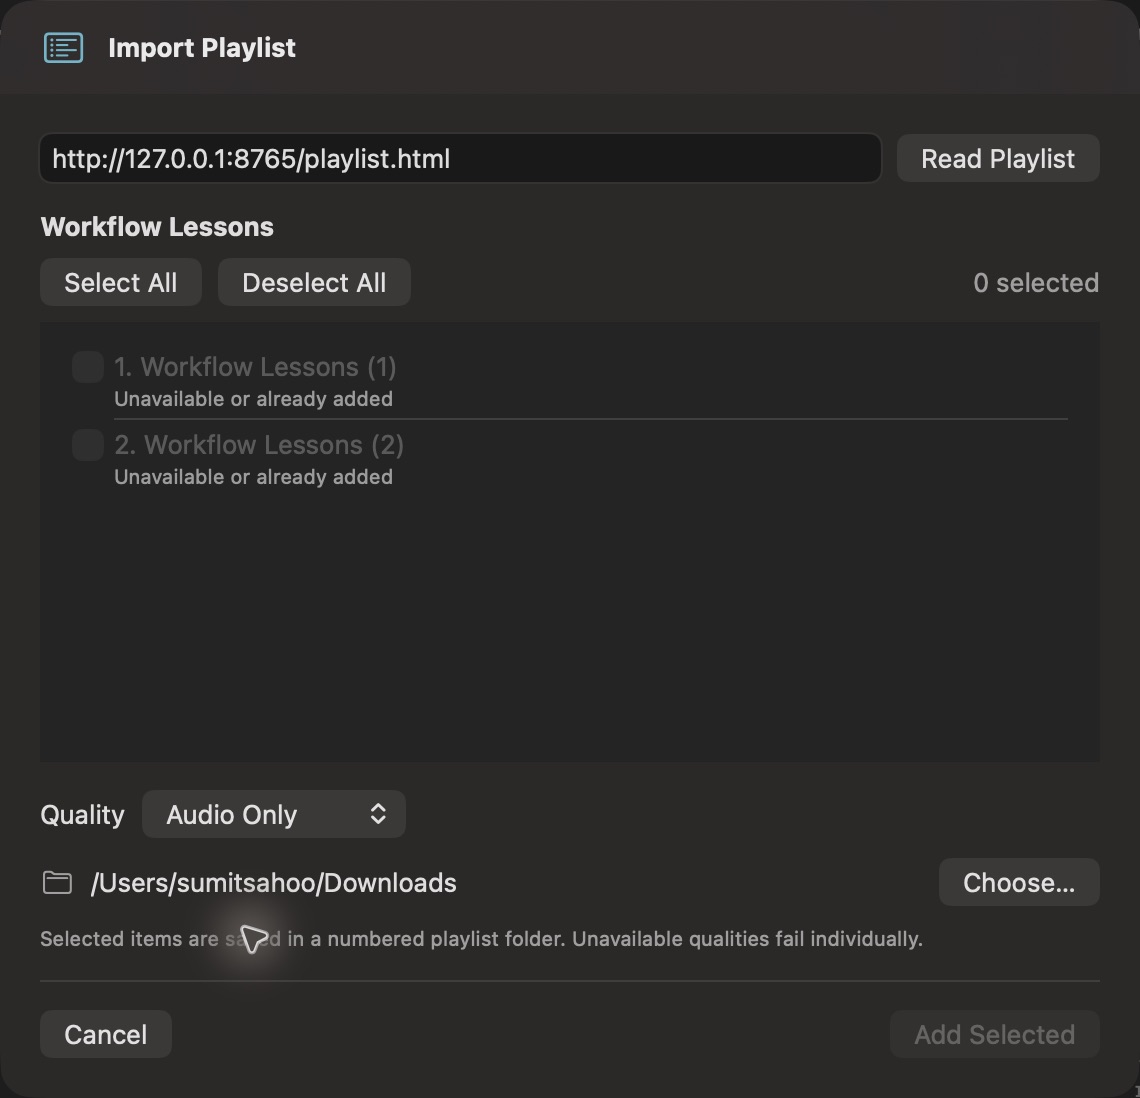 Import Playlist
http://127.0.0.1:8765/playlist.html
Read Playlist
Workflow Lessons
Select All
Deselect All
0 selected
1. Workflow Lessons (1)
Unavailable or already added
2. Workflow Lessons (2)
Unavailable or already added
Quality
Audio Only
/Users/sumitsahoo/Downloads
Choose...
Selected items are saved in a numbered playlist folder. Unavailable qualities fail individually.
Cancel
Add Selected